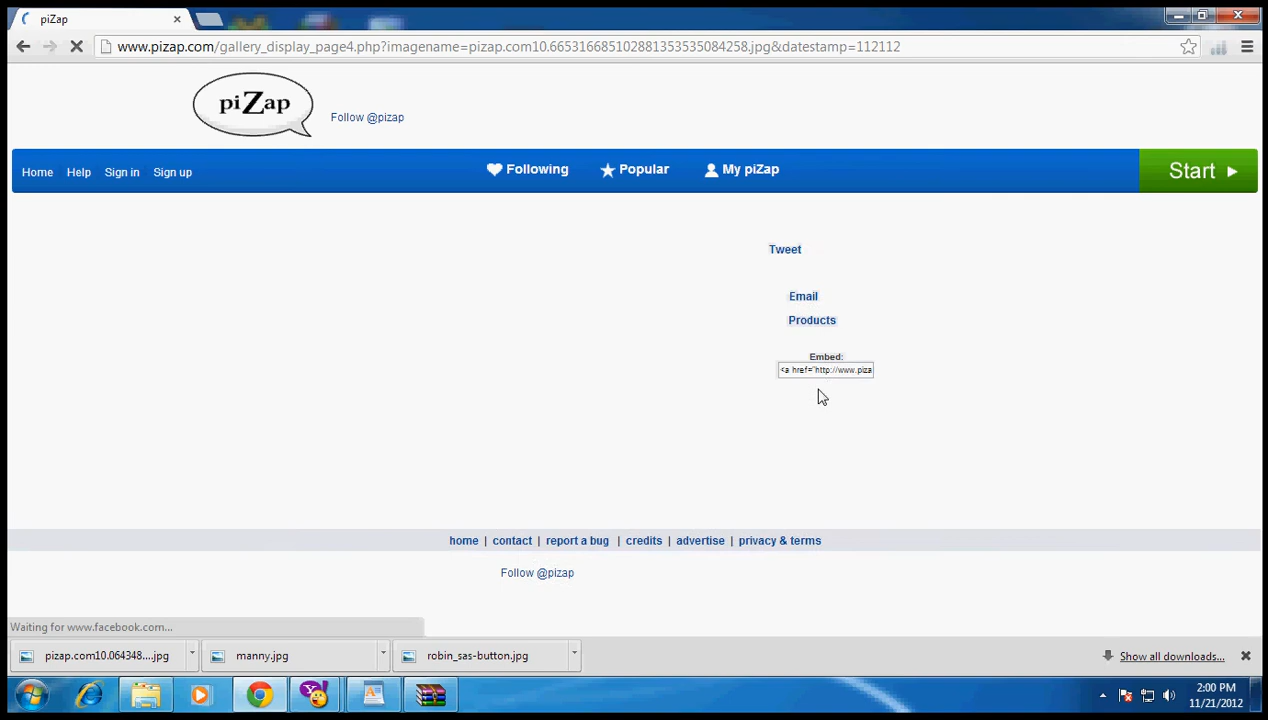 piZap
www.pizap.com/gallery_display_page4.php?imagename=pizap.com10.665316685102881353535084258.jpg&datestamp=112112
piZap
Follow @pizap
Home Help Sign in Sign up Following Popular My piZap Start
Tweet
Email
Products
Embed:
<a href="http://www.piza
home | contact | report a bug | credits | advertise | privacy & terms
Follow @pizap
Waiting for www.facebook.com...
pizap.com10.064348....jpg manny.jpg robin_sas-button.jpg Show all downloads...
2:00 PM
11/21/2012